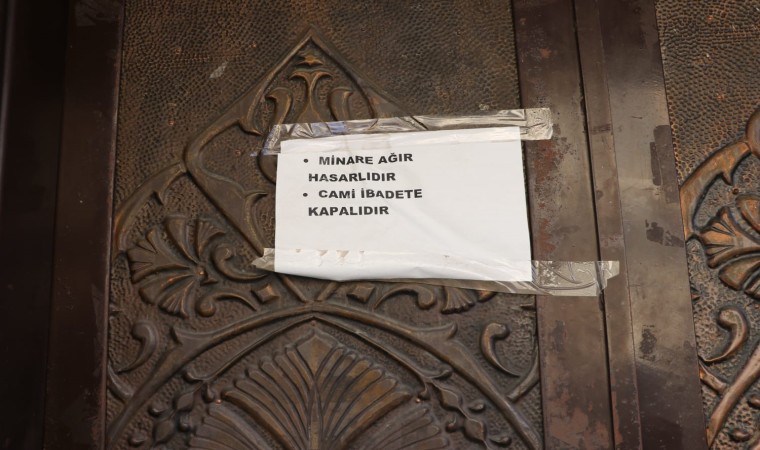 • MİNARE AĞIR
HASARLIDIR
• CAMİ İBADETE
KAPALIDIR